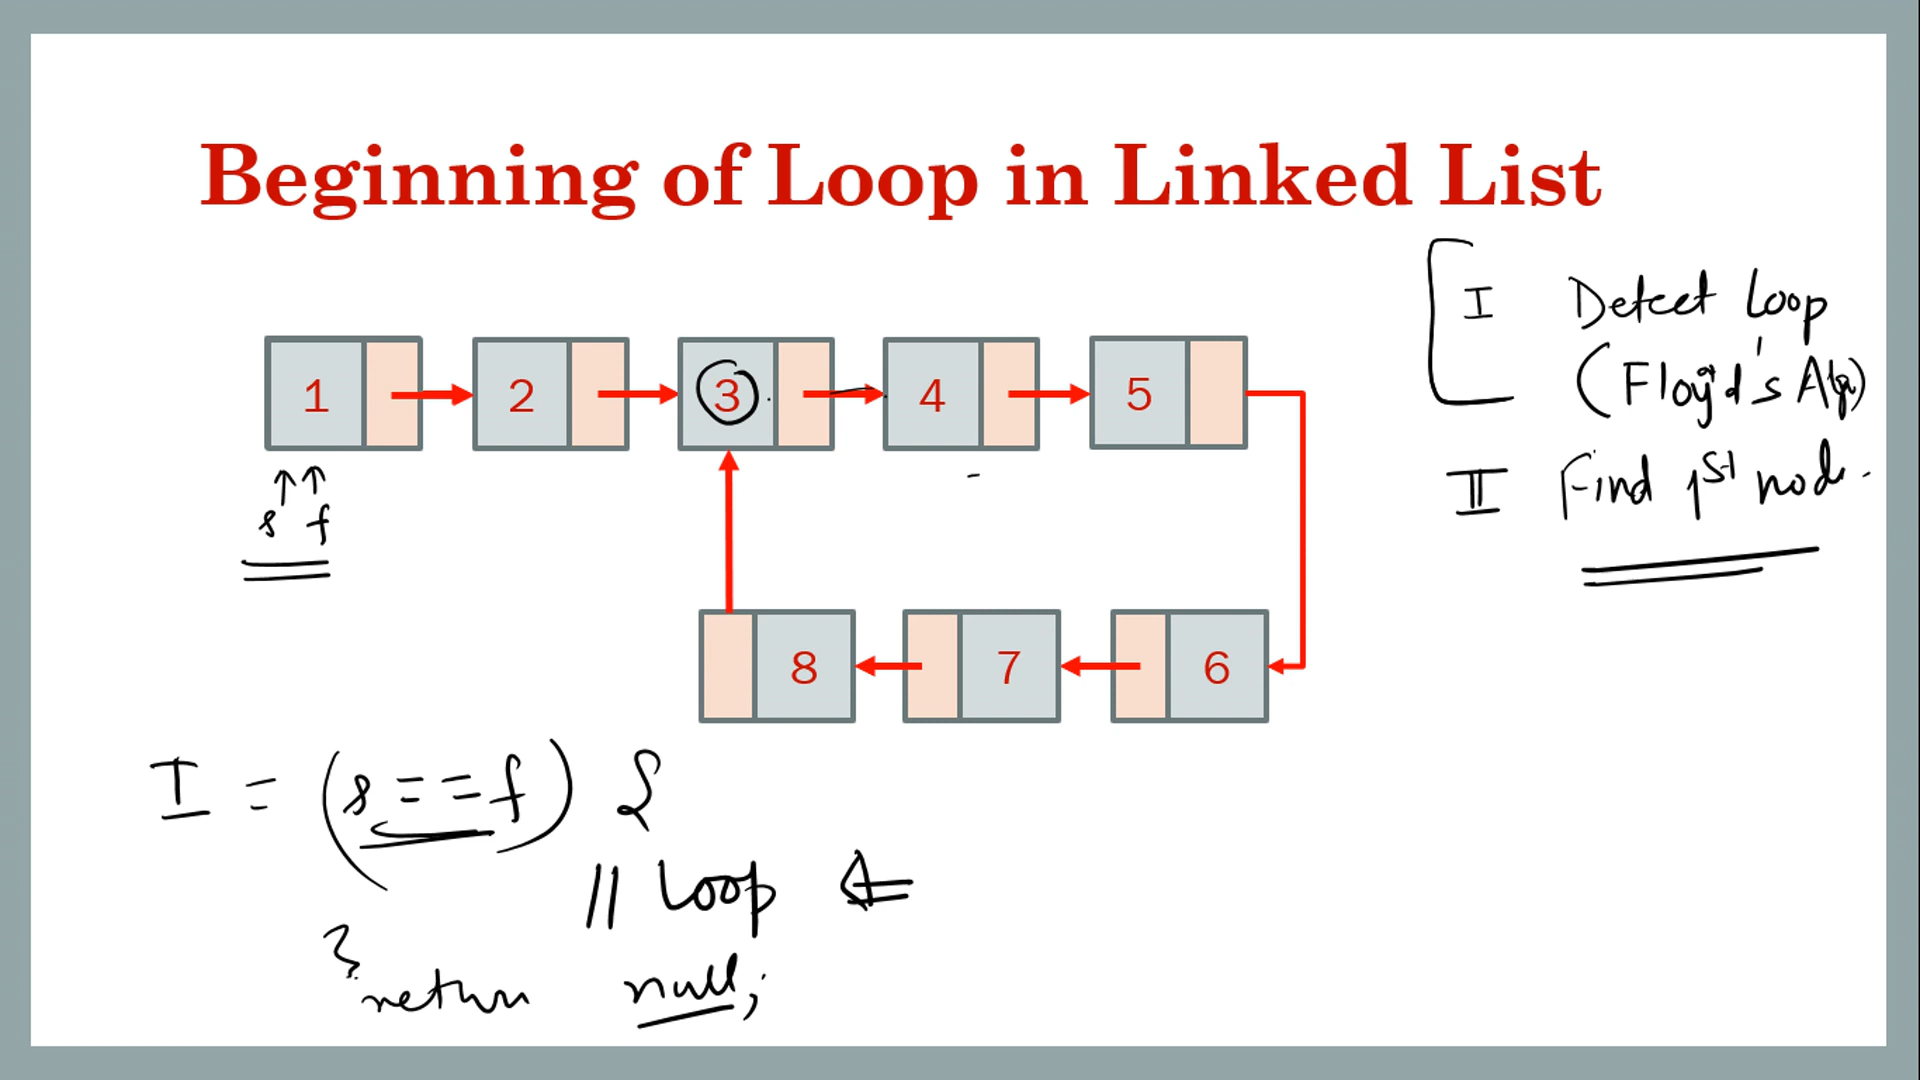 Beginning of Loop in Linked List
I Detect Loop
(Floyd's Alg)
II Find 1st node.
1 2 3 4 5
s f
8 7 6
I = (s==f) {
// Loop
}
return null;